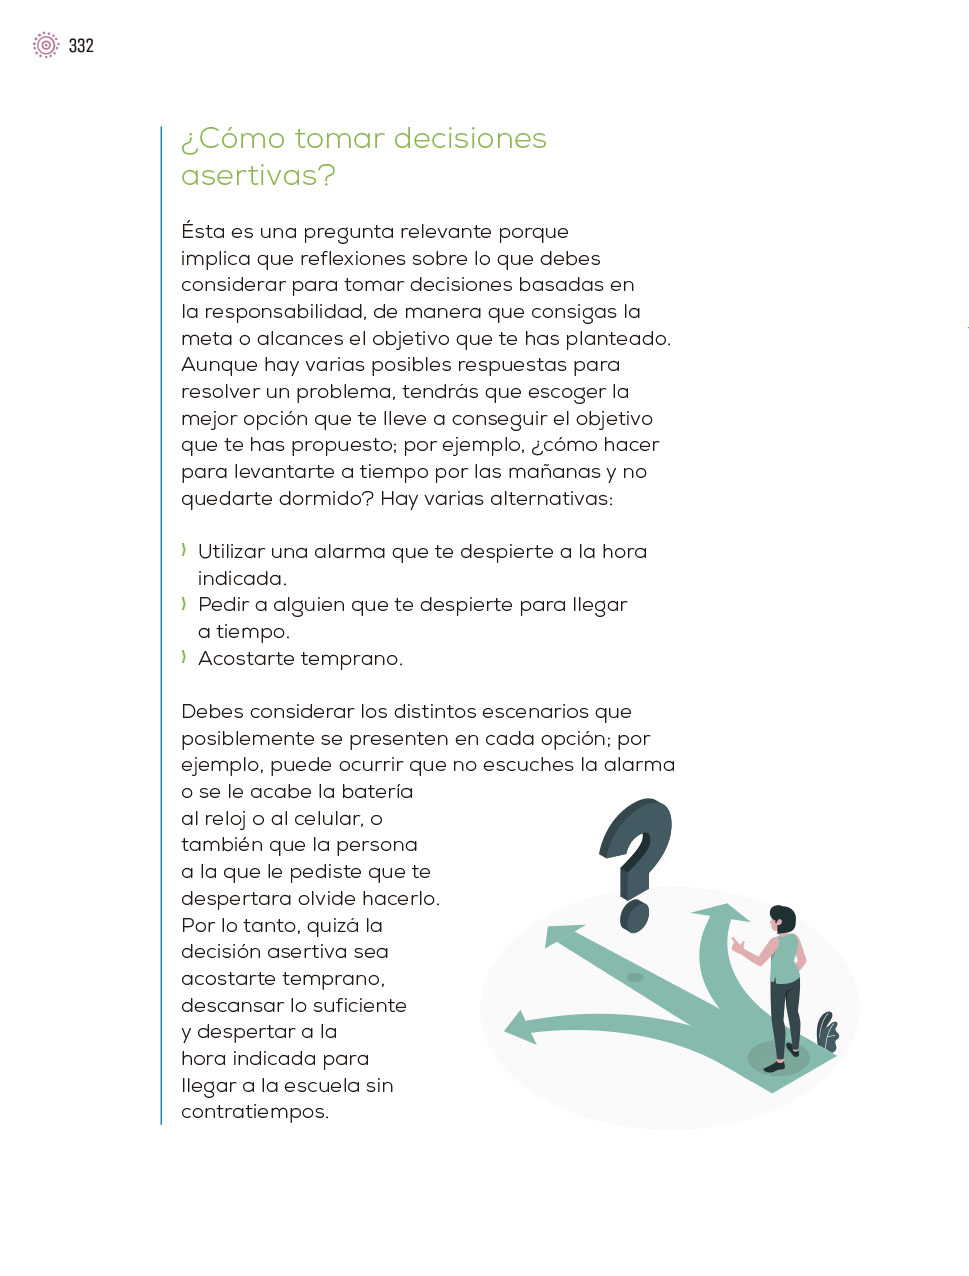 332
¿Cómo tomar decisiones
asertivas?
Ésta es una pregunta relevante porque
implica que reflexiones sobre lo que debes
considerar para tomar decisiones basadas en
la responsabilidad, de manera que consigas la
meta o alcances el objetivo que te has planteado.
Aunque hay varias posibles respuestas para
resolver un problema, tendrás que escoger la
mejor opción que te lleve a conseguir el objetivo
que te has propuesto; por ejemplo, ¿cómo hacer
para levantarte a tiempo por las mañanas y no
quedarte dormido? Hay varias alternativas:
⟩ Utilizar una alarma que te despierte a la hora
indicada.
⟩ Pedir a alguien que te despierte para llegar
a tiempo.
⟩ Acostarte temprano.
Debes considerar los distintos escenarios que
posiblemente se presenten en cada opción; por
ejemplo, puede ocurrir que no escuches la alarma
o se le acabe la batería
al reloj o al celular, o
también que la persona
a la que le pediste que te
despertara olvide hacerlo.
Por lo tanto, quizá la
decisión asertiva sea
acostarte temprano,
descansar lo suficiente
y despertar a la
hora indicada para
llegar a la escuela sin
contratiempos.
?